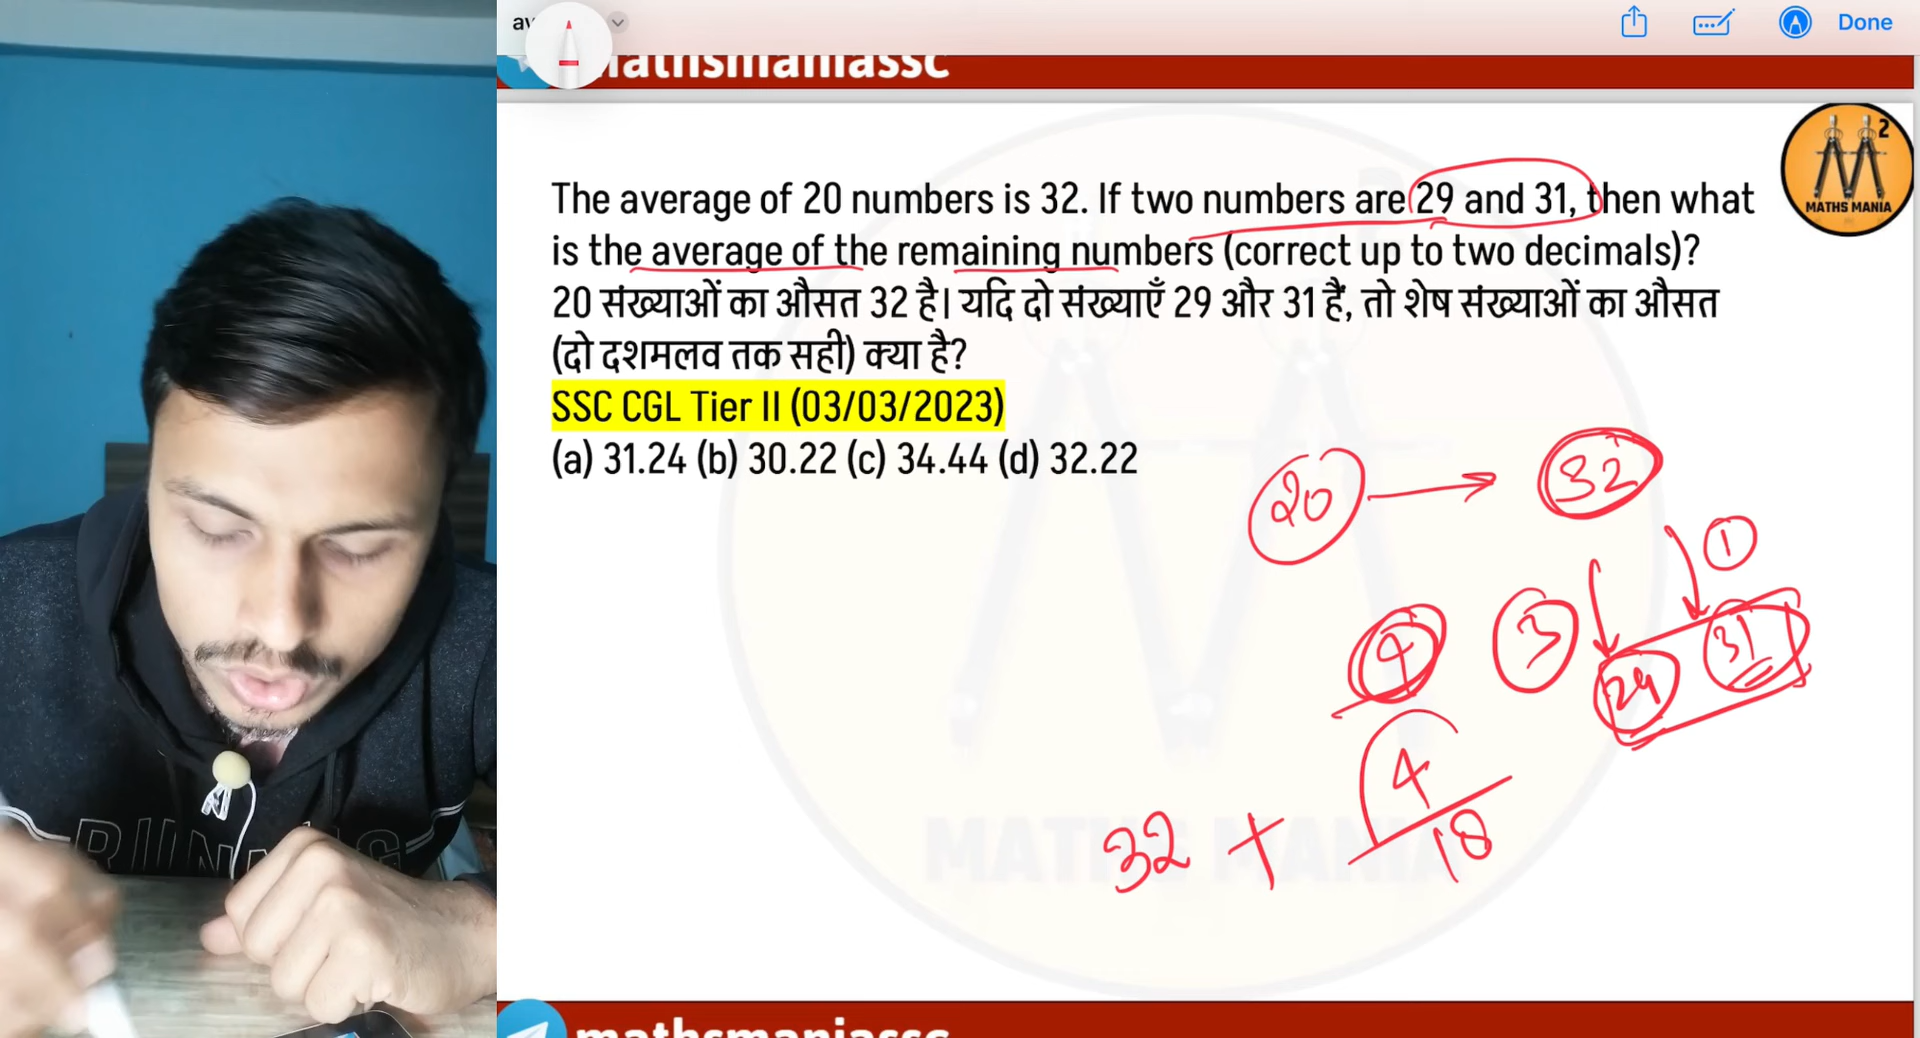 Done
mathsmaniassc
2
MATHS MANIA
The average of 20 numbers is 32. If two numbers are 29 and 31, then what
is the average of the remaining numbers (correct up to two decimals)?
20 संख्याओं का औसत 32 है। यदि दो संख्याएँ 29 और 31 हैं, तो शेष संख्याओं का औसत
(दो दशमलव तक सही) क्या है?
SSC CGL Tier II (03/03/2023)
(a) 31.24 (b) 30.22 (c) 34.44 (d) 32.22
20 → 32
1
4 3 29 31
32 + 4/18
MATHS MANIA
RUNN G
mathsmaniassc